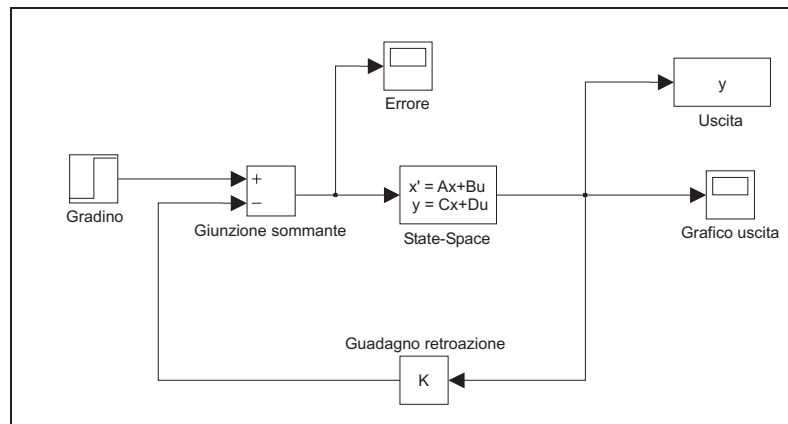 Errore
y
Uscita
Gradino
+
−
Giunzione sommante
x' = Ax+Bu
y = Cx+Du
State-Space
Grafico uscita
Guadagno retroazione
K